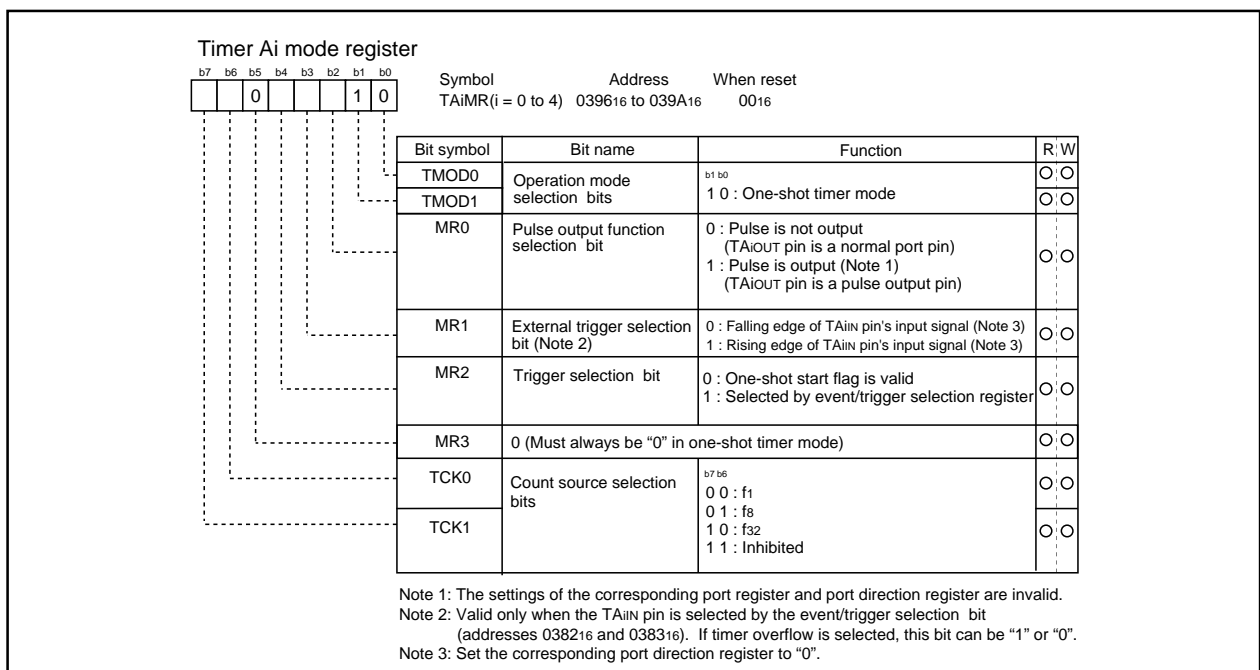 Timer Ai mode register
b7 b6 b5 b4 b3 b2 b1 b0
0 1 0
Symbol Address When reset
TAiMR(i = 0 to 4) 039616 to 039A16 0016
Bit symbol Bit name Function R W
TMOD0
TMOD1
Operation mode
selection bits
b1 b0
1 0 : One-shot timer mode
MR0
Pulse output function
selection bit
0 : Pulse is not output
(TAiOUT pin is a normal port pin)
1 : Pulse is output (Note 1)
(TAiOUT pin is a pulse output pin)
MR1
External trigger selection
bit (Note 2)
0 : Falling edge of TAiIN pin's input signal (Note 3)
1 : Rising edge of TAiIN pin's input signal (Note 3)
MR2
Trigger selection bit
0 : One-shot start flag is valid
1 : Selected by event/trigger selection register
MR3
0 (Must always be “0” in one-shot timer mode)
TCK0
TCK1
Count source selection
bits
b7 b6
0 0 : f1
0 1 : f8
1 0 : f32
1 1 : Inhibited
Note 1: The settings of the corresponding port register and port direction register are invalid.
Note 2: Valid only when the TAiIN pin is selected by the event/trigger selection bit
(addresses 038216 and 038316). If timer overflow is selected, this bit can be “1” or “0”.
Note 3: Set the corresponding port direction register to “0”.